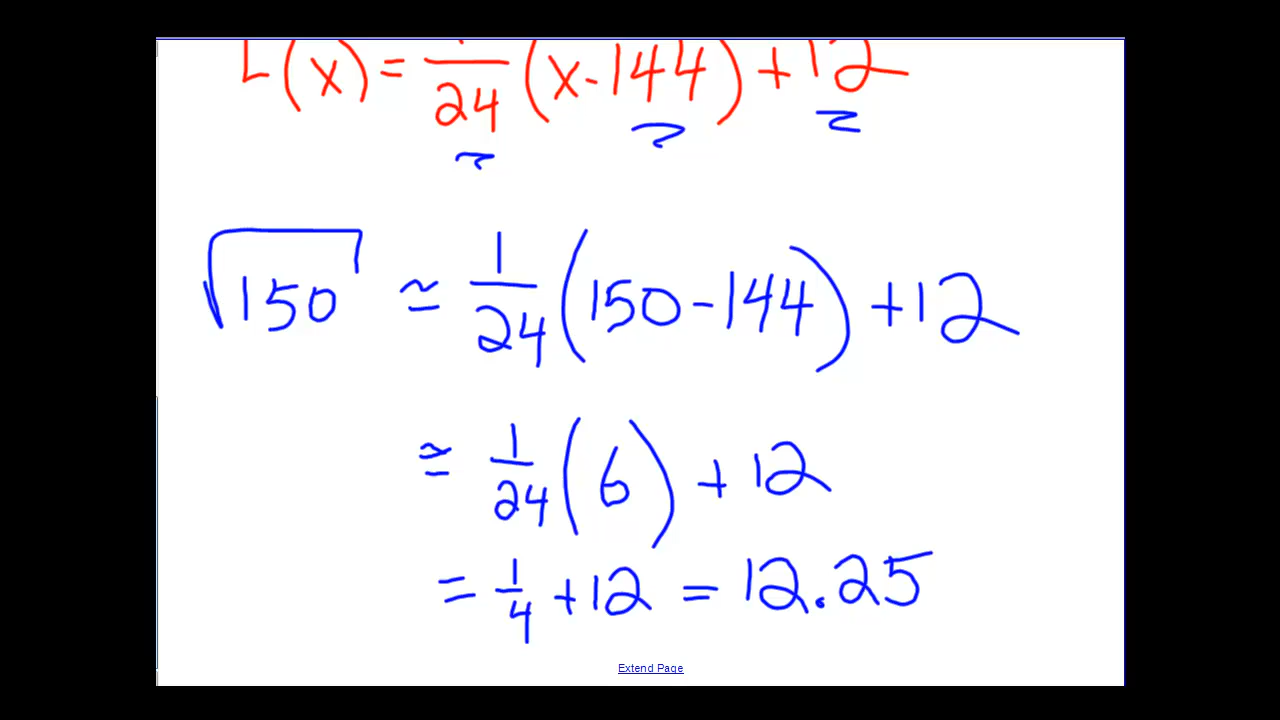 L(x) = 1/24 (x-144) + 12
√150 ≃ 1/24 (150-144) + 12
≃ 1/24 (6) + 12
= 1/4 + 12 = 12.25
Extend Page